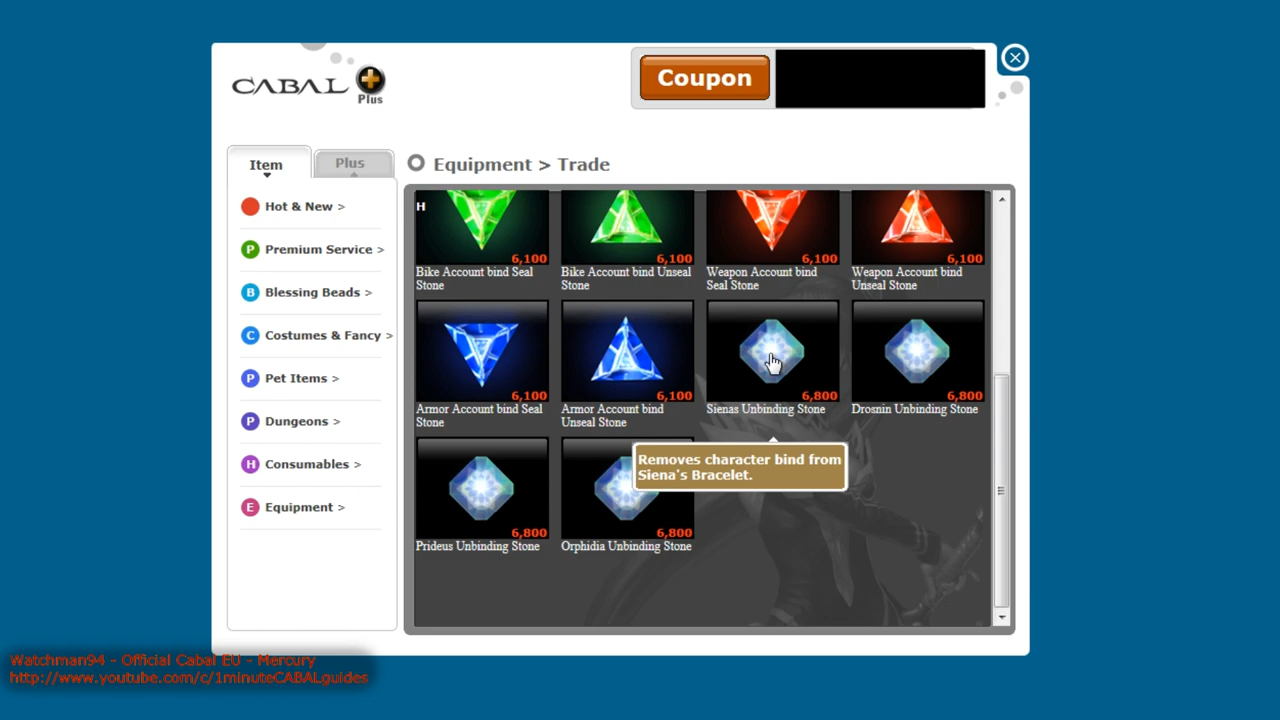 CABAL Plus
Coupon
Item
Plus
Equipment > Trade
Hot & New >
P Premium Service >
B Blessing Beads >
C Costumes & Fancy >
P Pet Items >
P Dungeons >
H Consumables >
E Equipment >
H
6,100
6,100
6,100
6,100
Bike Account bind Seal
Stone
Bike Account bind Unseal
Stone
Weapon Account bind
Seal Stone
Weapon Account bind
Unseal Stone
6,100
6,100
6,800
6,800
Armor Account bind Seal
Stone
Armor Account bind
Unseal Stone
Sienas Unbinding Stone
Drosnin Unbinding Stone
Removes character bind from
Siena's Bracelet.
6,800
6,800
Prideus Unbinding Stone
Orphidia Unbinding Stone
Watchman94 - Official Cabal EU - Mercury
http://www.youtube.com/c/1minuteCABALguides